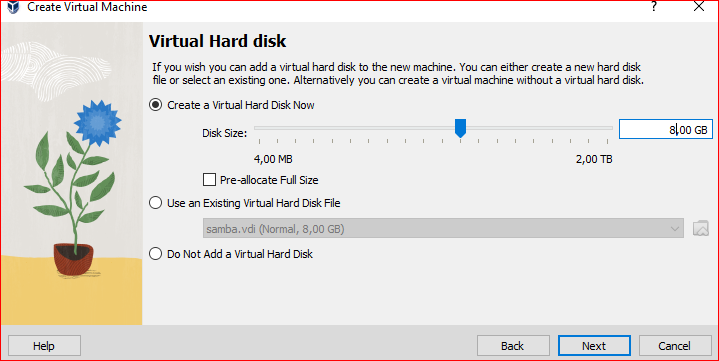 Create Virtual Machine
Virtual Hard disk
If you wish you can add a virtual hard disk to the new machine. You can either create a new hard disk
file or select an existing one. Alternatively you can create a virtual machine without a virtual hard disk.
Create a Virtual Hard Disk Now
Disk Size:
8,00 GB
4,00 MB
2,00 TB
Pre-allocate Full Size
Use an Existing Virtual Hard Disk File
samba.vdi (Normal, 8,00 GB)
Do Not Add a Virtual Hard Disk
Help
Back
Next
Cancel